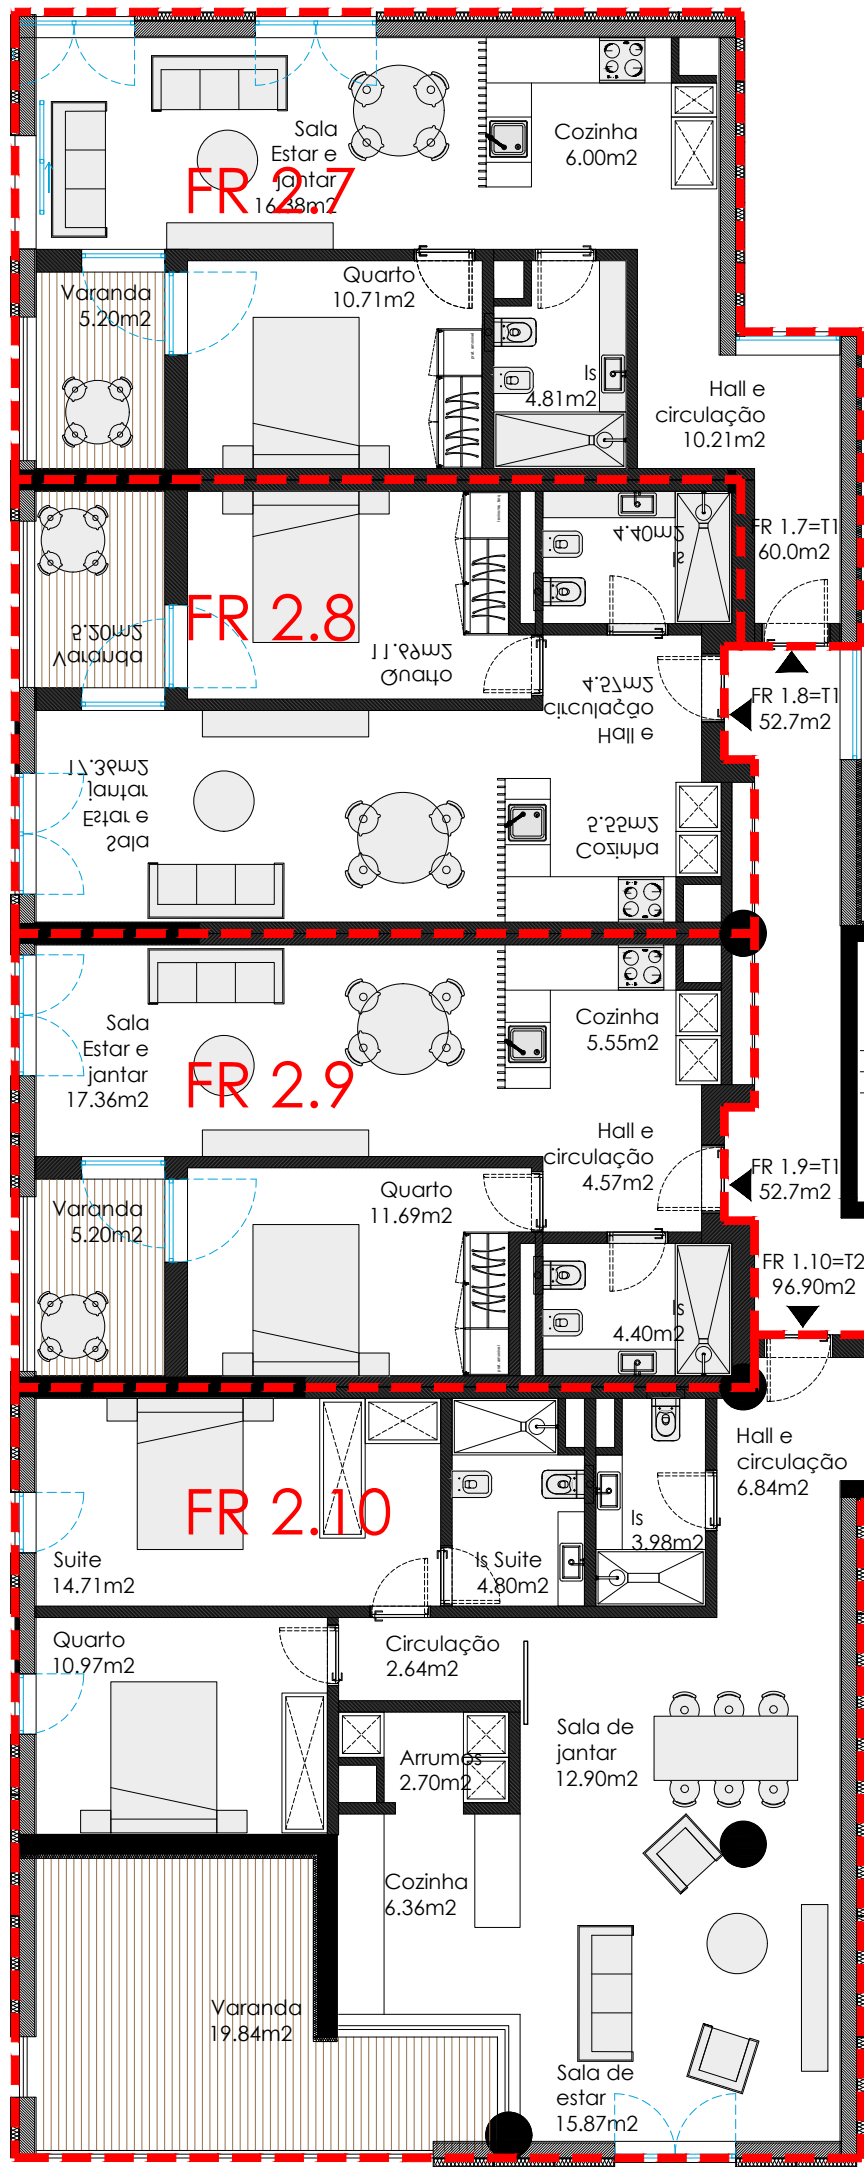 Sala
Estar e
jantar
16.38m2
FR 2.7
Cozinha
6.00m2
Varanda
5.20m2
Quarto
10.71m2
Is
4.81m2
Hall e
circulação
10.21m2
FR 1.7=T1
60.0m2
4.40m2
Is
FR 2.8
5.20m2
Varanda
11.69m2
Quarto
4.57m2
circulação
Hall e
FR 1.8=T1
52.7m2
17.36m2
jantar
Estar e
Sala
5.55m2
Cozinha
Sala
Estar e
jantar
17.36m2
FR 2.9
Cozinha
5.55m2
Hall e
circulação
4.57m2
FR 1.9=T1
52.7m2
Varanda
5.20m2
Quarto
11.69m2
Is
4.40m2
FR 1.10=T2
96.90m2
Hall e
circulação
6.84m2
FR 2.10
Suite
14.71m2
Is Suite
4.80m2
Is
3.98m2
Quarto
10.97m2
Circulação
2.64m2
Arrumos
2.70m2
Sala de
jantar
12.90m2
Cozinha
6.36m2
Varanda
19.84m2
Sala de
estar
15.87m2